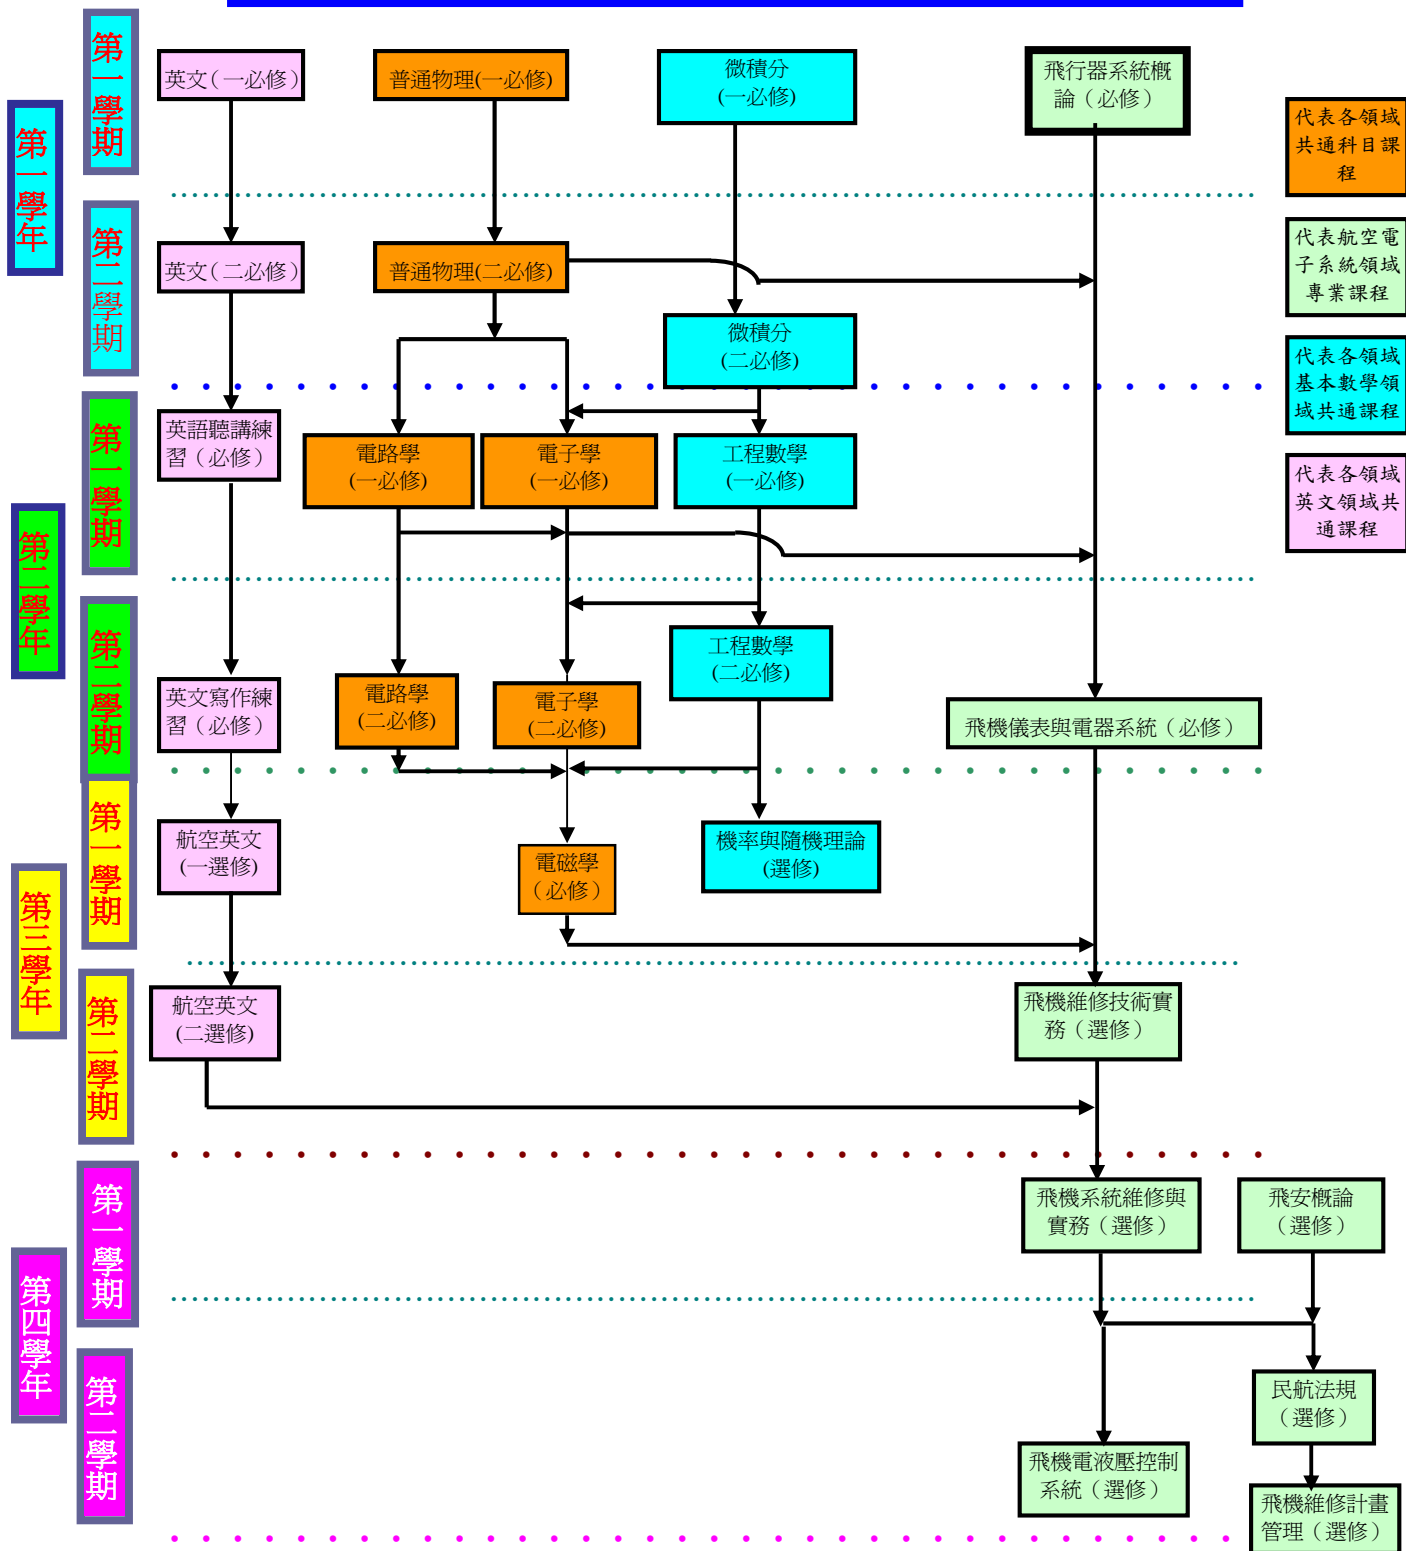 第一學年
第一學期
英文(一必修)
普通物理(一必修)
微積分
(一必修)
飛行器系統概
論（必修）
代表各領域
共通科目課
程
第二學期
英文(二必修)
普通物理(二必修)
微積分
(二必修)
代表航空電
子系統領域
專業課程
代表各領域
基本數學領
域共通課程
代表各領域
英文領域共
通課程
第二學年
第一學期
英語聽講練
習（必修）
電路學
(一必修)
電子學
(一必修)
工程數學
(一必修)
第二學期
英文寫作練
習（必修）
電路學
(二必修)
電子學
(二必修)
工程數學
(二必修)
飛機儀表與電器系統（必修）
第三學年
第一學期
航空英文
(一選修)
電磁學
（必修）
機率與隨機理論
(選修)
第二學期
航空英文
(二選修)
飛機維修技術實
務（選修）
第四學年
第一學期
飛機系統維修與
實務（選修）
飛安概論
（選修）
第二學期
民航法規
（選修）
飛機電液壓控制
系統（選修）
飛機維修計畫
管理（選修）